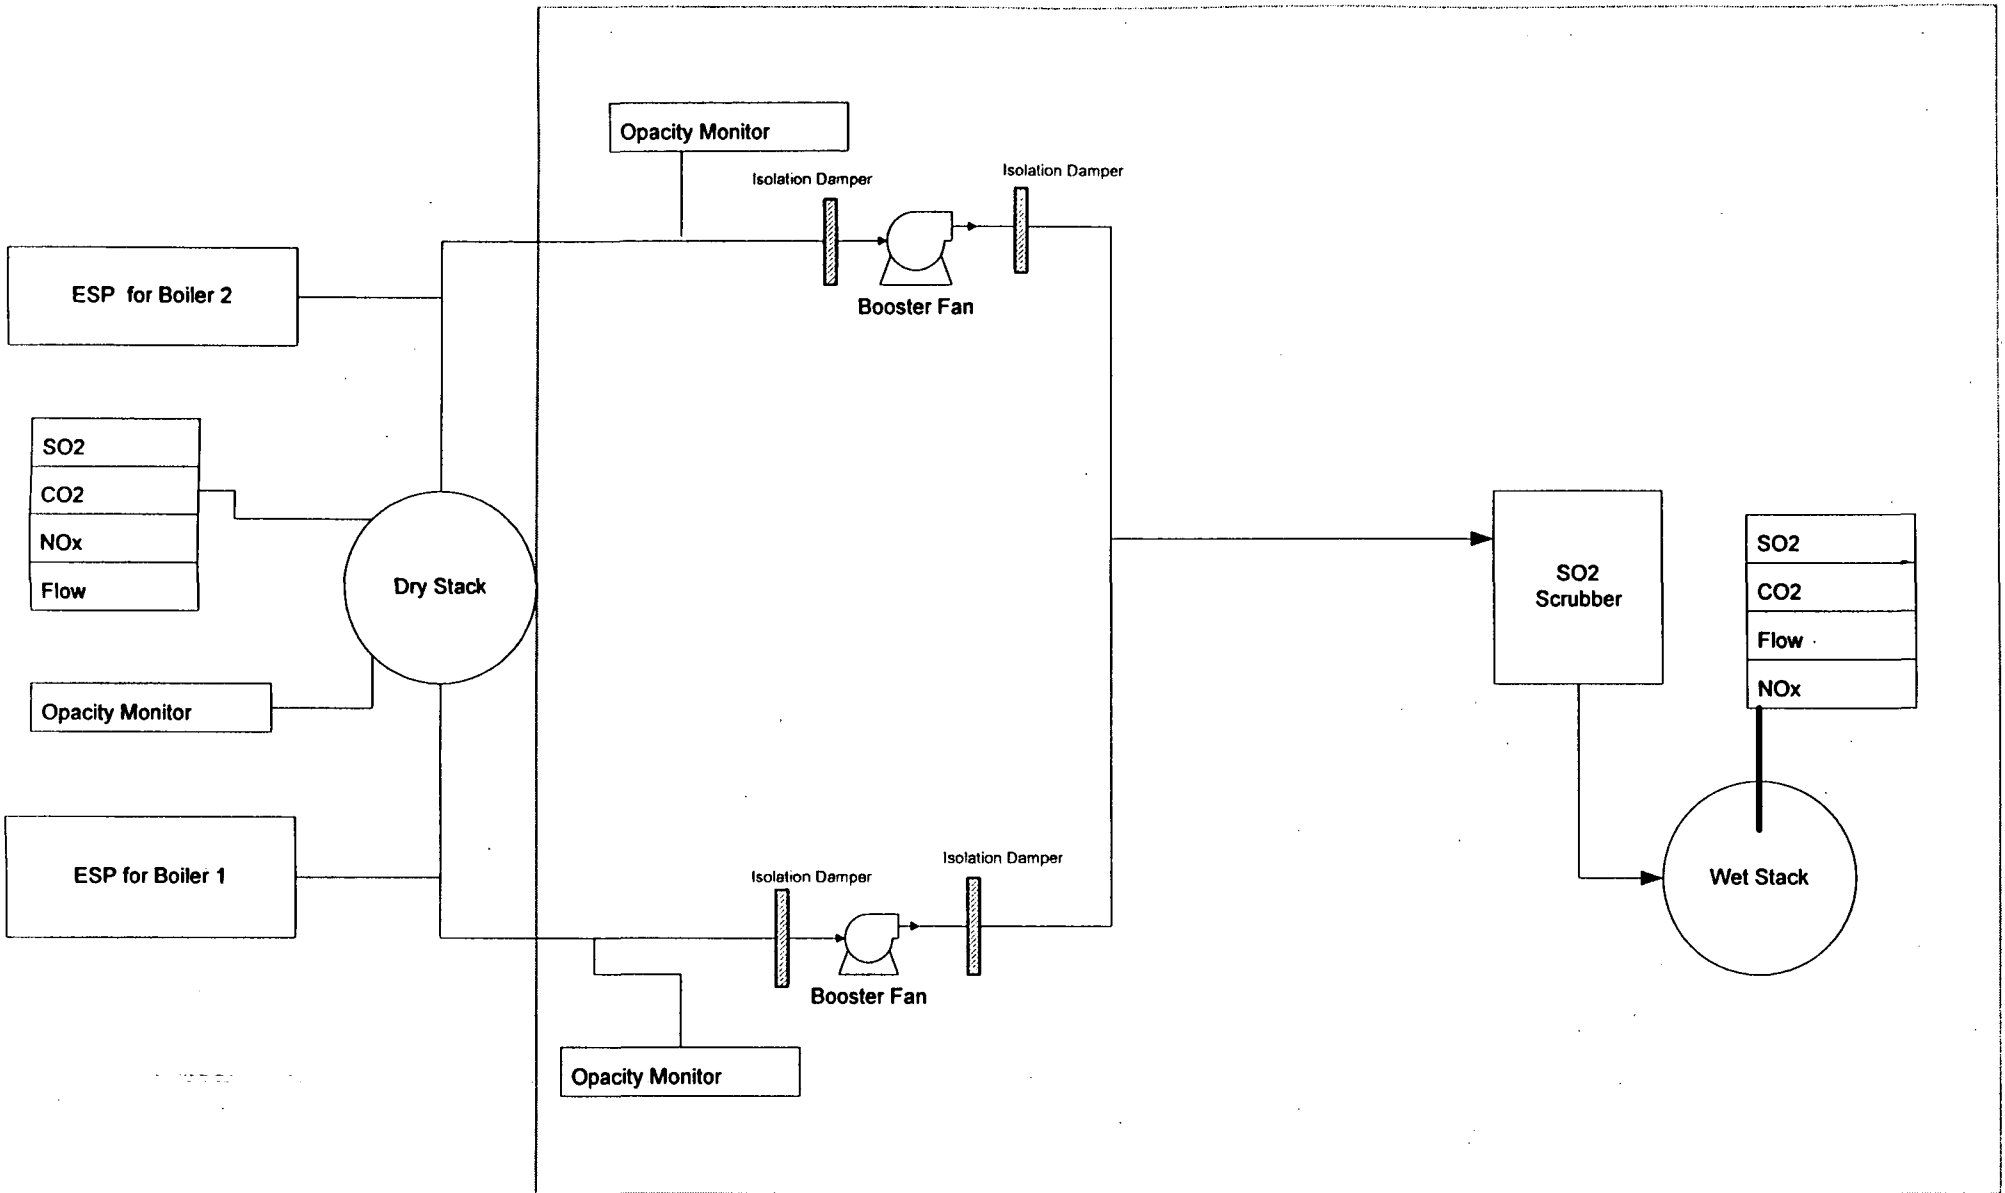 Opacity Monitor
Isolation Damper
Isolation Damper
Booster Fan
ESP for Boiler 2
SO2
CO2
NOx
Flow
Dry Stack
Opacity Monitor
ESP for Boiler 1
SO2
Scrubber
SO2
CO2
Flow
NOx
Wet Stack
Isolation Damper
Isolation Damper
Booster Fan
Opacity Monitor